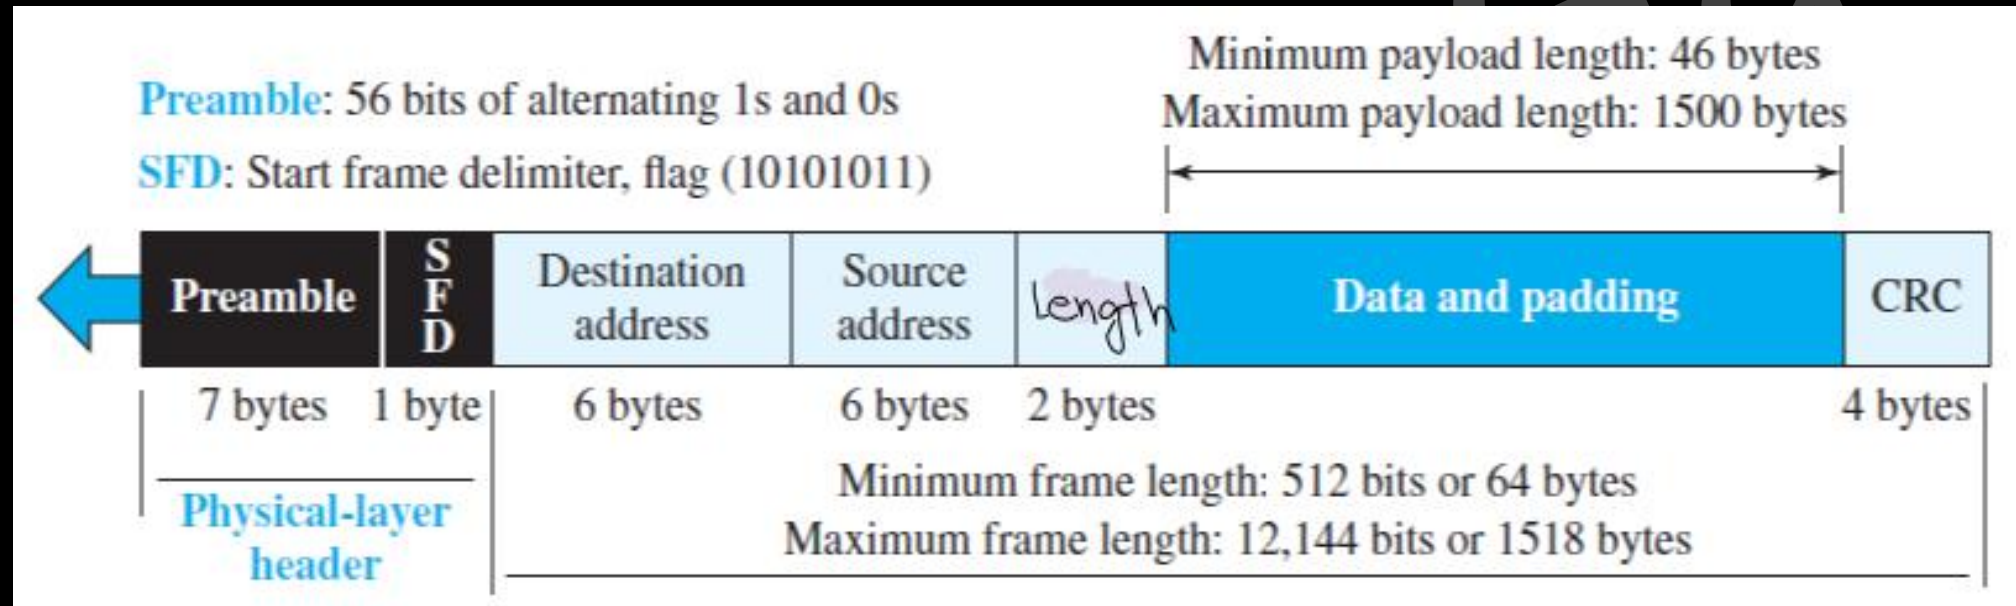 Minimum payload length: 46 bytes
Preamble: 56 bits of alternating 1s and 0s
Maximum payload length: 1500 bytes
SFD: Start frame delimiter, flag (10101011)
Preamble
SFD
Destination
address
Source
address
Length
Data and padding
CRC
7 bytes 1 byte 6 bytes 6 bytes 2 bytes 4 bytes
Minimum frame length: 512 bits or 64 bytes
Physical-layer
header
Maximum frame length: 12,144 bits or 1518 bytes